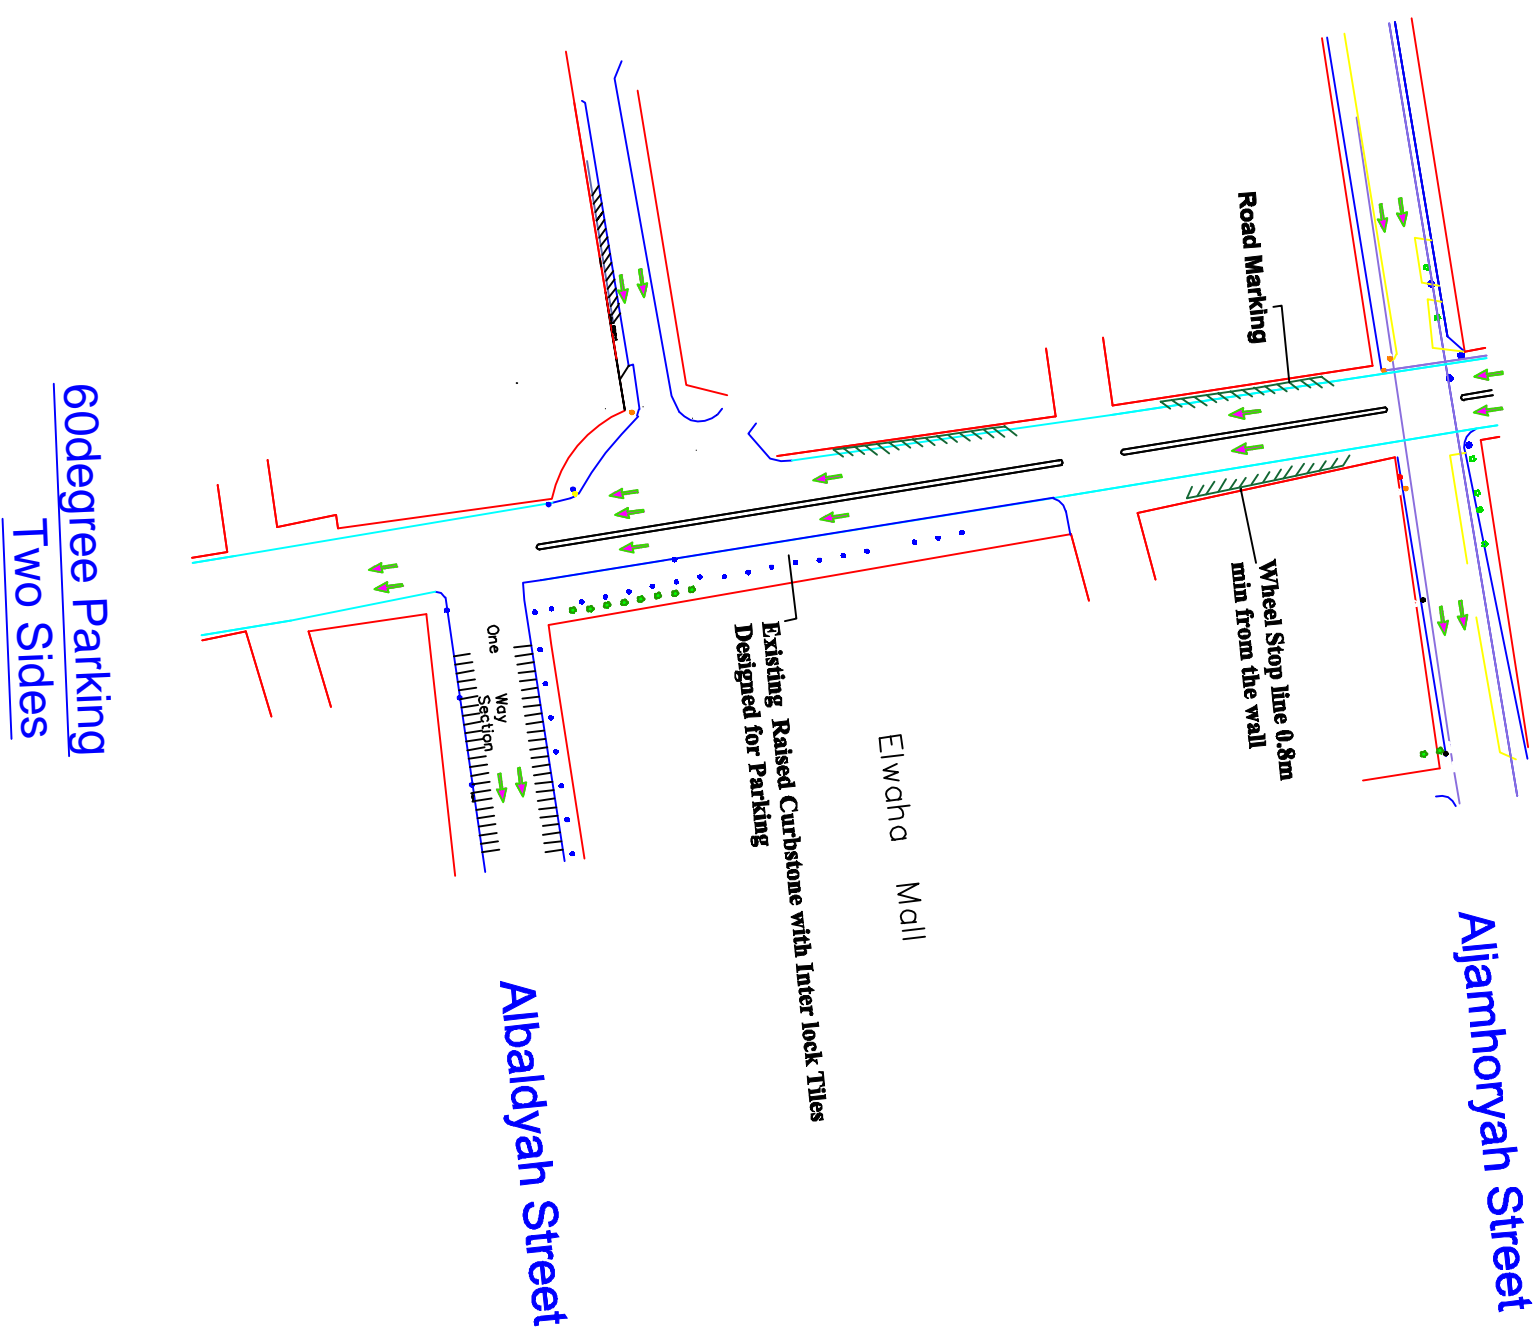 Aljamhoryah Street
Road Marking
Wheel Stop line 0.8m
min from the wall
Elwaha Mall
Existing Raised Curbstone with Inter lock Tiles
Designed for Parking
Albaldyah Street
One
Way
Section
60degree Parking
Two Sides